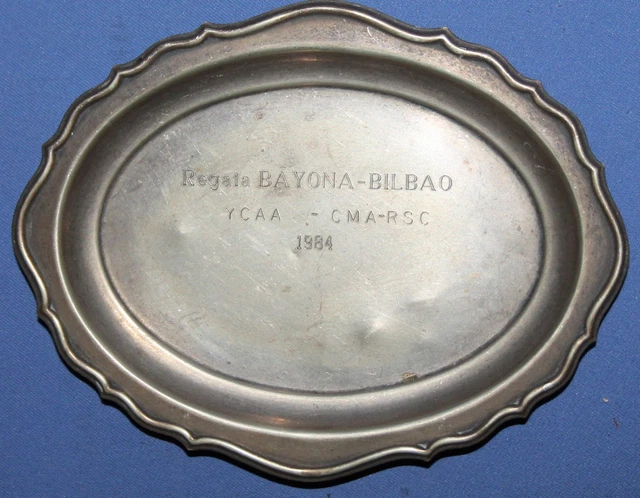 Regata BAYONA-BILBAO
YCAA - CMA-RSC
1984